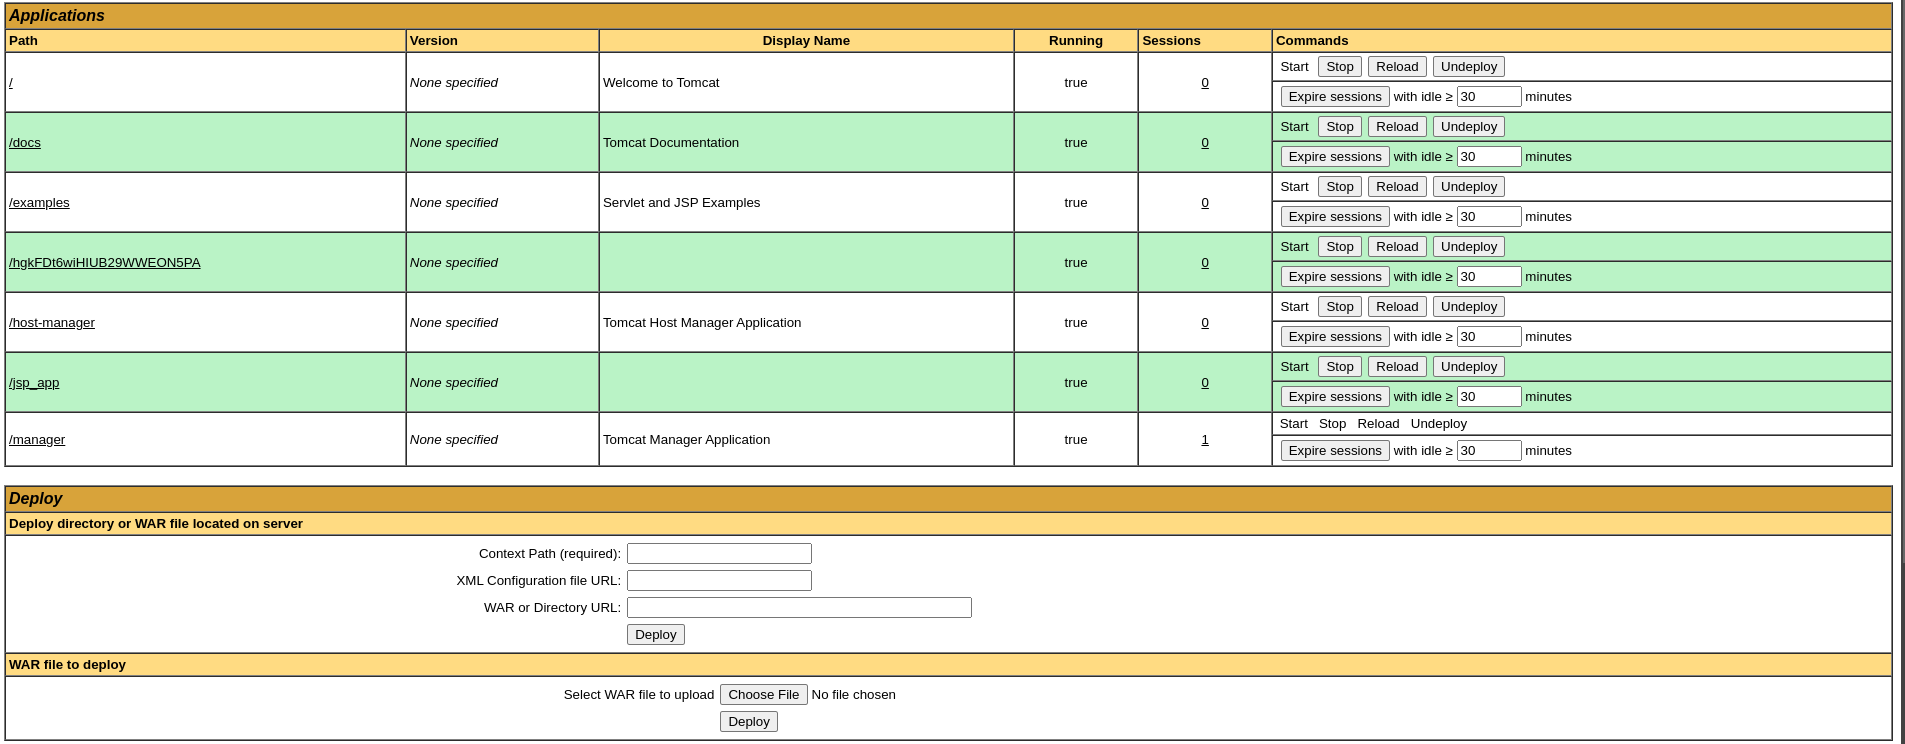 Applications
Path Version Display Name Running Sessions Commands
/ None specified Welcome to Tomcat true 0 Start Stop Reload Undeploy
Expire sessions with idle ≥ 30 minutes
/docs None specified Tomcat Documentation true 0 Start Stop Reload Undeploy
Expire sessions with idle ≥ 30 minutes
/examples None specified Servlet and JSP Examples true 0 Start Stop Reload Undeploy
Expire sessions with idle ≥ 30 minutes
/hgkFDt6wiHIUB29WWEON5PA None specified true 0 Start Stop Reload Undeploy
Expire sessions with idle ≥ 30 minutes
/host-manager None specified Tomcat Host Manager Application true 0 Start Stop Reload Undeploy
Expire sessions with idle ≥ 30 minutes
/jsp_app None specified true 0 Start Stop Reload Undeploy
Expire sessions with idle ≥ 30 minutes
/manager None specified Tomcat Manager Application true 1 Start Stop Reload Undeploy
Expire sessions with idle ≥ 30 minutes
Deploy
Deploy directory or WAR file located on server
Context Path (required):
XML Configuration file URL:
WAR or Directory URL:
Deploy
WAR file to deploy
Select WAR file to upload Choose File No file chosen
Deploy